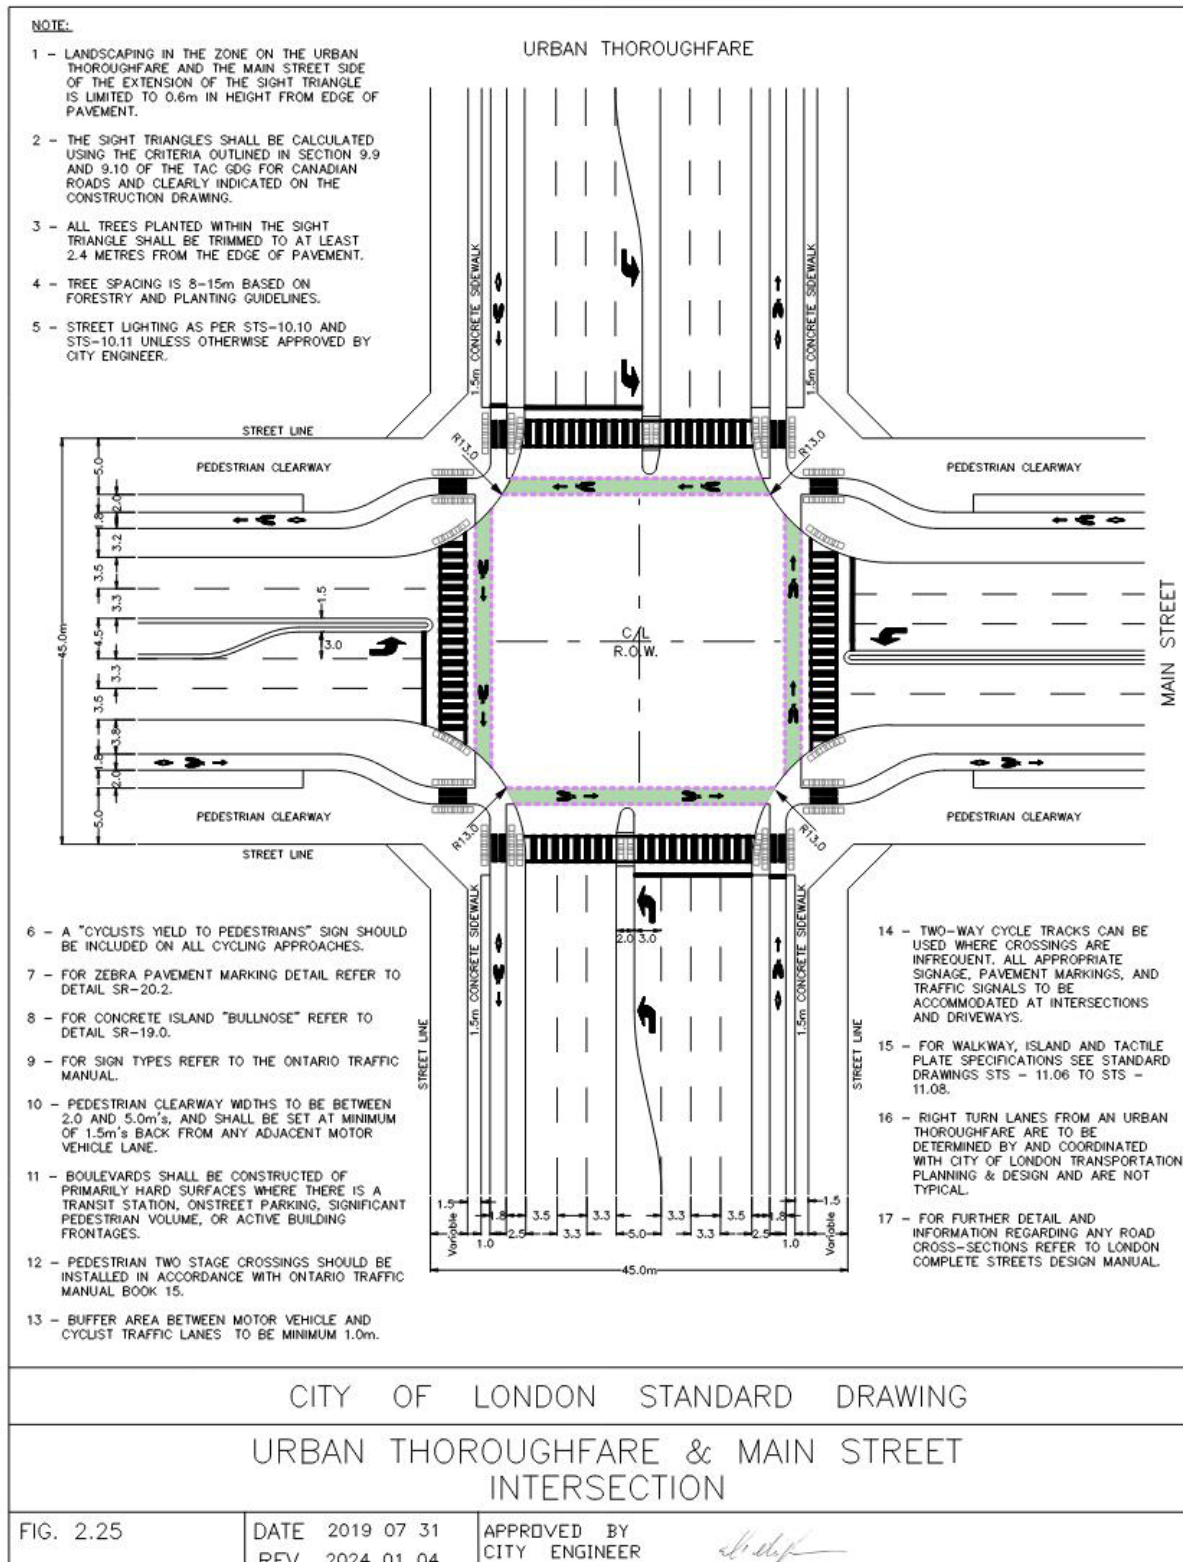 NOTE:
1 – LANDSCAPING IN THE ZONE ON THE URBAN
THOROUGHFARE AND THE MAIN STREET SIDE
OF THE EXTENSION OF THE SIGHT TRIANGLE
IS LIMITED TO 0.6m IN HEIGHT FROM EDGE OF
PAVEMENT.
2 – THE SIGHT TRIANGLES SHALL BE CALCULATED
USING THE CRITERIA OUTLINED IN SECTION 9.9
AND 9.10 OF THE TAC GDG FOR CANADIAN
ROADS AND CLEARLY INDICATED ON THE
CONSTRUCTION DRAWING.
3 – ALL TREES PLANTED WITHIN THE SIGHT
TRIANGLE SHALL BE TRIMMED TO AT LEAST
2.4 METRES FROM THE EDGE OF PAVEMENT.
4 – TREE SPACING IS 8–15m BASED ON
FORESTRY AND PLANTING GUIDELINES.
5 – STREET LIGHTING AS PER STS–10.10 AND
STS–10.11 UNLESS OTHERWISE APPROVED BY
CITY ENGINEER.
URBAN THOROUGHFARE
1.5m CONCRETE SIDEWALK
1.5m CONCRETE SIDEWALK
STREET LINE
R13.0
R13.0
PEDESTRIAN CLEARWAY
PEDESTRIAN CLEARWAY
5.0
2.0
1.8
3.2
3.5
3.3
1.5
4.5
3.0
3.3
3.5
3.8
1.8
2.0
5.0
45.0m
C/L
R.O.W.
MAIN STREET
PEDESTRIAN CLEARWAY
PEDESTRIAN CLEARWAY
STREET LINE
R13.0
R13.0
6 – A "CYCLISTS YIELD TO PEDESTRIANS" SIGN SHOULD
BE INCLUDED ON ALL CYCLING APPROACHES.
7 – FOR ZEBRA PAVEMENT MARKING DETAIL REFER TO
DETAIL SR–20.2.
8 – FOR CONCRETE ISLAND "BULLNOSE" REFER TO
DETAIL SR–19.0.
9 – FOR SIGN TYPES REFER TO THE ONTARIO TRAFFIC
MANUAL.
10 – PEDESTRIAN CLEARWAY WIDTHS TO BE BETWEEN
2.0 AND 5.0m's, AND SHALL BE SET AT MINIMUM
OF 1.5m's BACK FROM ANY ADJACENT MOTOR
VEHICLE LANE.
11 – BOULEVARDS SHALL BE CONSTRUCTED OF
PRIMARILY HARD SURFACES WHERE THERE IS A
TRANSIT STATION, ONSTREET PARKING, SIGNIFICANT
PEDESTRIAN VOLUME, OR ACTIVE BUILDING
FRONTAGES.
12 – PEDESTRIAN TWO STAGE CROSSINGS SHOULD BE
INSTALLED IN ACCORDANCE WITH ONTARIO TRAFFIC
MANUAL BOOK 15.
13 – BUFFER AREA BETWEEN MOTOR VEHICLE AND
CYCLIST TRAFFIC LANES TO BE MINIMUM 1.0m.
STREET LINE
1.5m CONCRETE SIDEWALK
2.0 3.0
1.5m CONCRETE SIDEWALK
STREET LINE
1.5
1.8 3.5 3.3 3.3 3.5 1.8
1.5
Variable 2.5 3.3 5.0 3.3 2.5 Variable
1.0 1.0
45.0m
14 – TWO–WAY CYCLE TRACKS CAN BE
USED WHERE CROSSINGS ARE
INFREQUENT. ALL APPROPRIATE
SIGNAGE, PAVEMENT MARKINGS, AND
TRAFFIC SIGNALS TO BE
ACCOMMODATED AT INTERSECTIONS
AND DRIVEWAYS.
15 – FOR WALKWAY, ISLAND AND TACTILE
PLATE SPECIFICATIONS SEE STANDARD
DRAWINGS STS – 11.06 TO STS –
11.08.
16 – RIGHT TURN LANES FROM AN URBAN
THOROUGHFARE ARE TO BE
DETERMINED BY AND COORDINATED
WITH CITY OF LONDON TRANSPORTATION
PLANNING & DESIGN AND ARE NOT
TYPICAL.
17 – FOR FURTHER DETAIL AND
INFORMATION REGARDING ANY ROAD
CROSS–SECTIONS REFER TO LONDON
COMPLETE STREETS DESIGN MANUAL.
CITY OF LONDON STANDARD DRAWING
URBAN THOROUGHFARE & MAIN STREET
INTERSECTION
FIG. 2.25
DATE 2019 07 31
REV 2024 01 04
APPROVED BY
CITY ENGINEER